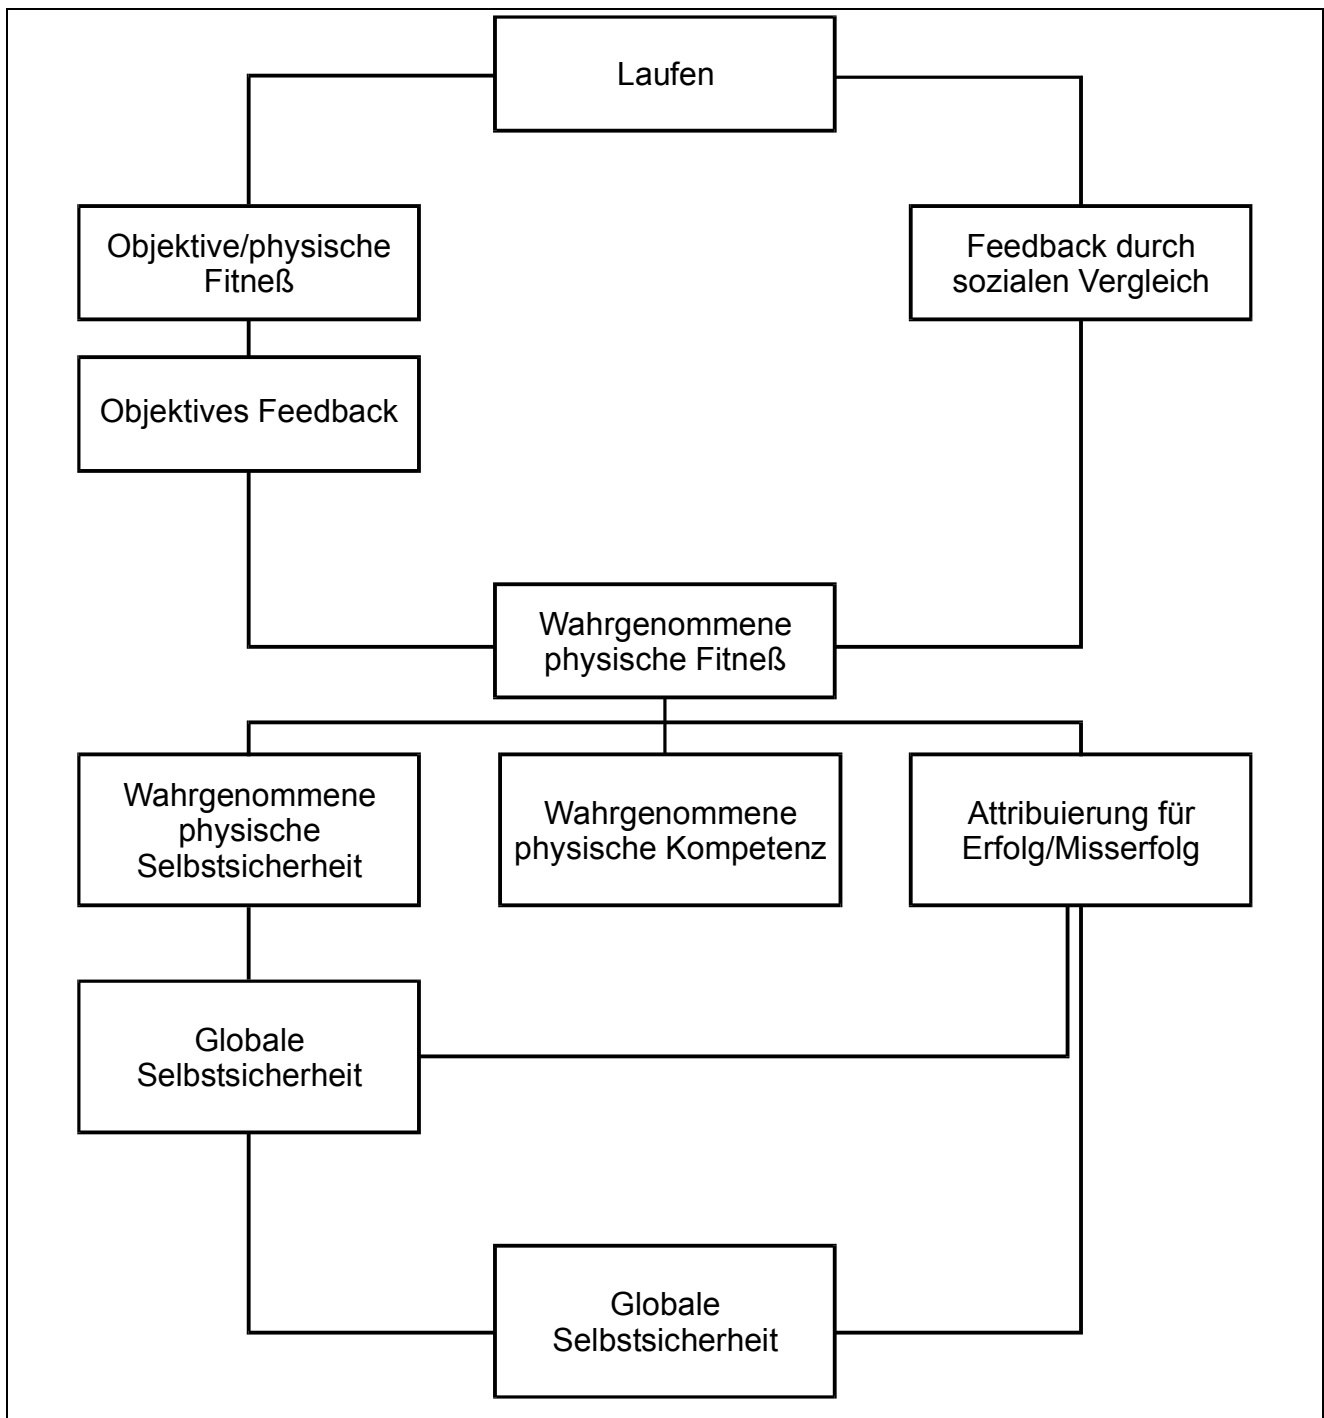 Laufen
Objektive/physische
Fitneß
Feedback durch
sozialen Vergleich
Objektives Feedback
Wahrgenommene
physische Fitneß
Wahrgenommene
physische
Selbstsicherheit
Wahrgenommene
physische Kompetenz
Attribuierung für
Erfolg/Misserfolg
Globale
Selbstsicherheit
Globale
Selbstsicherheit